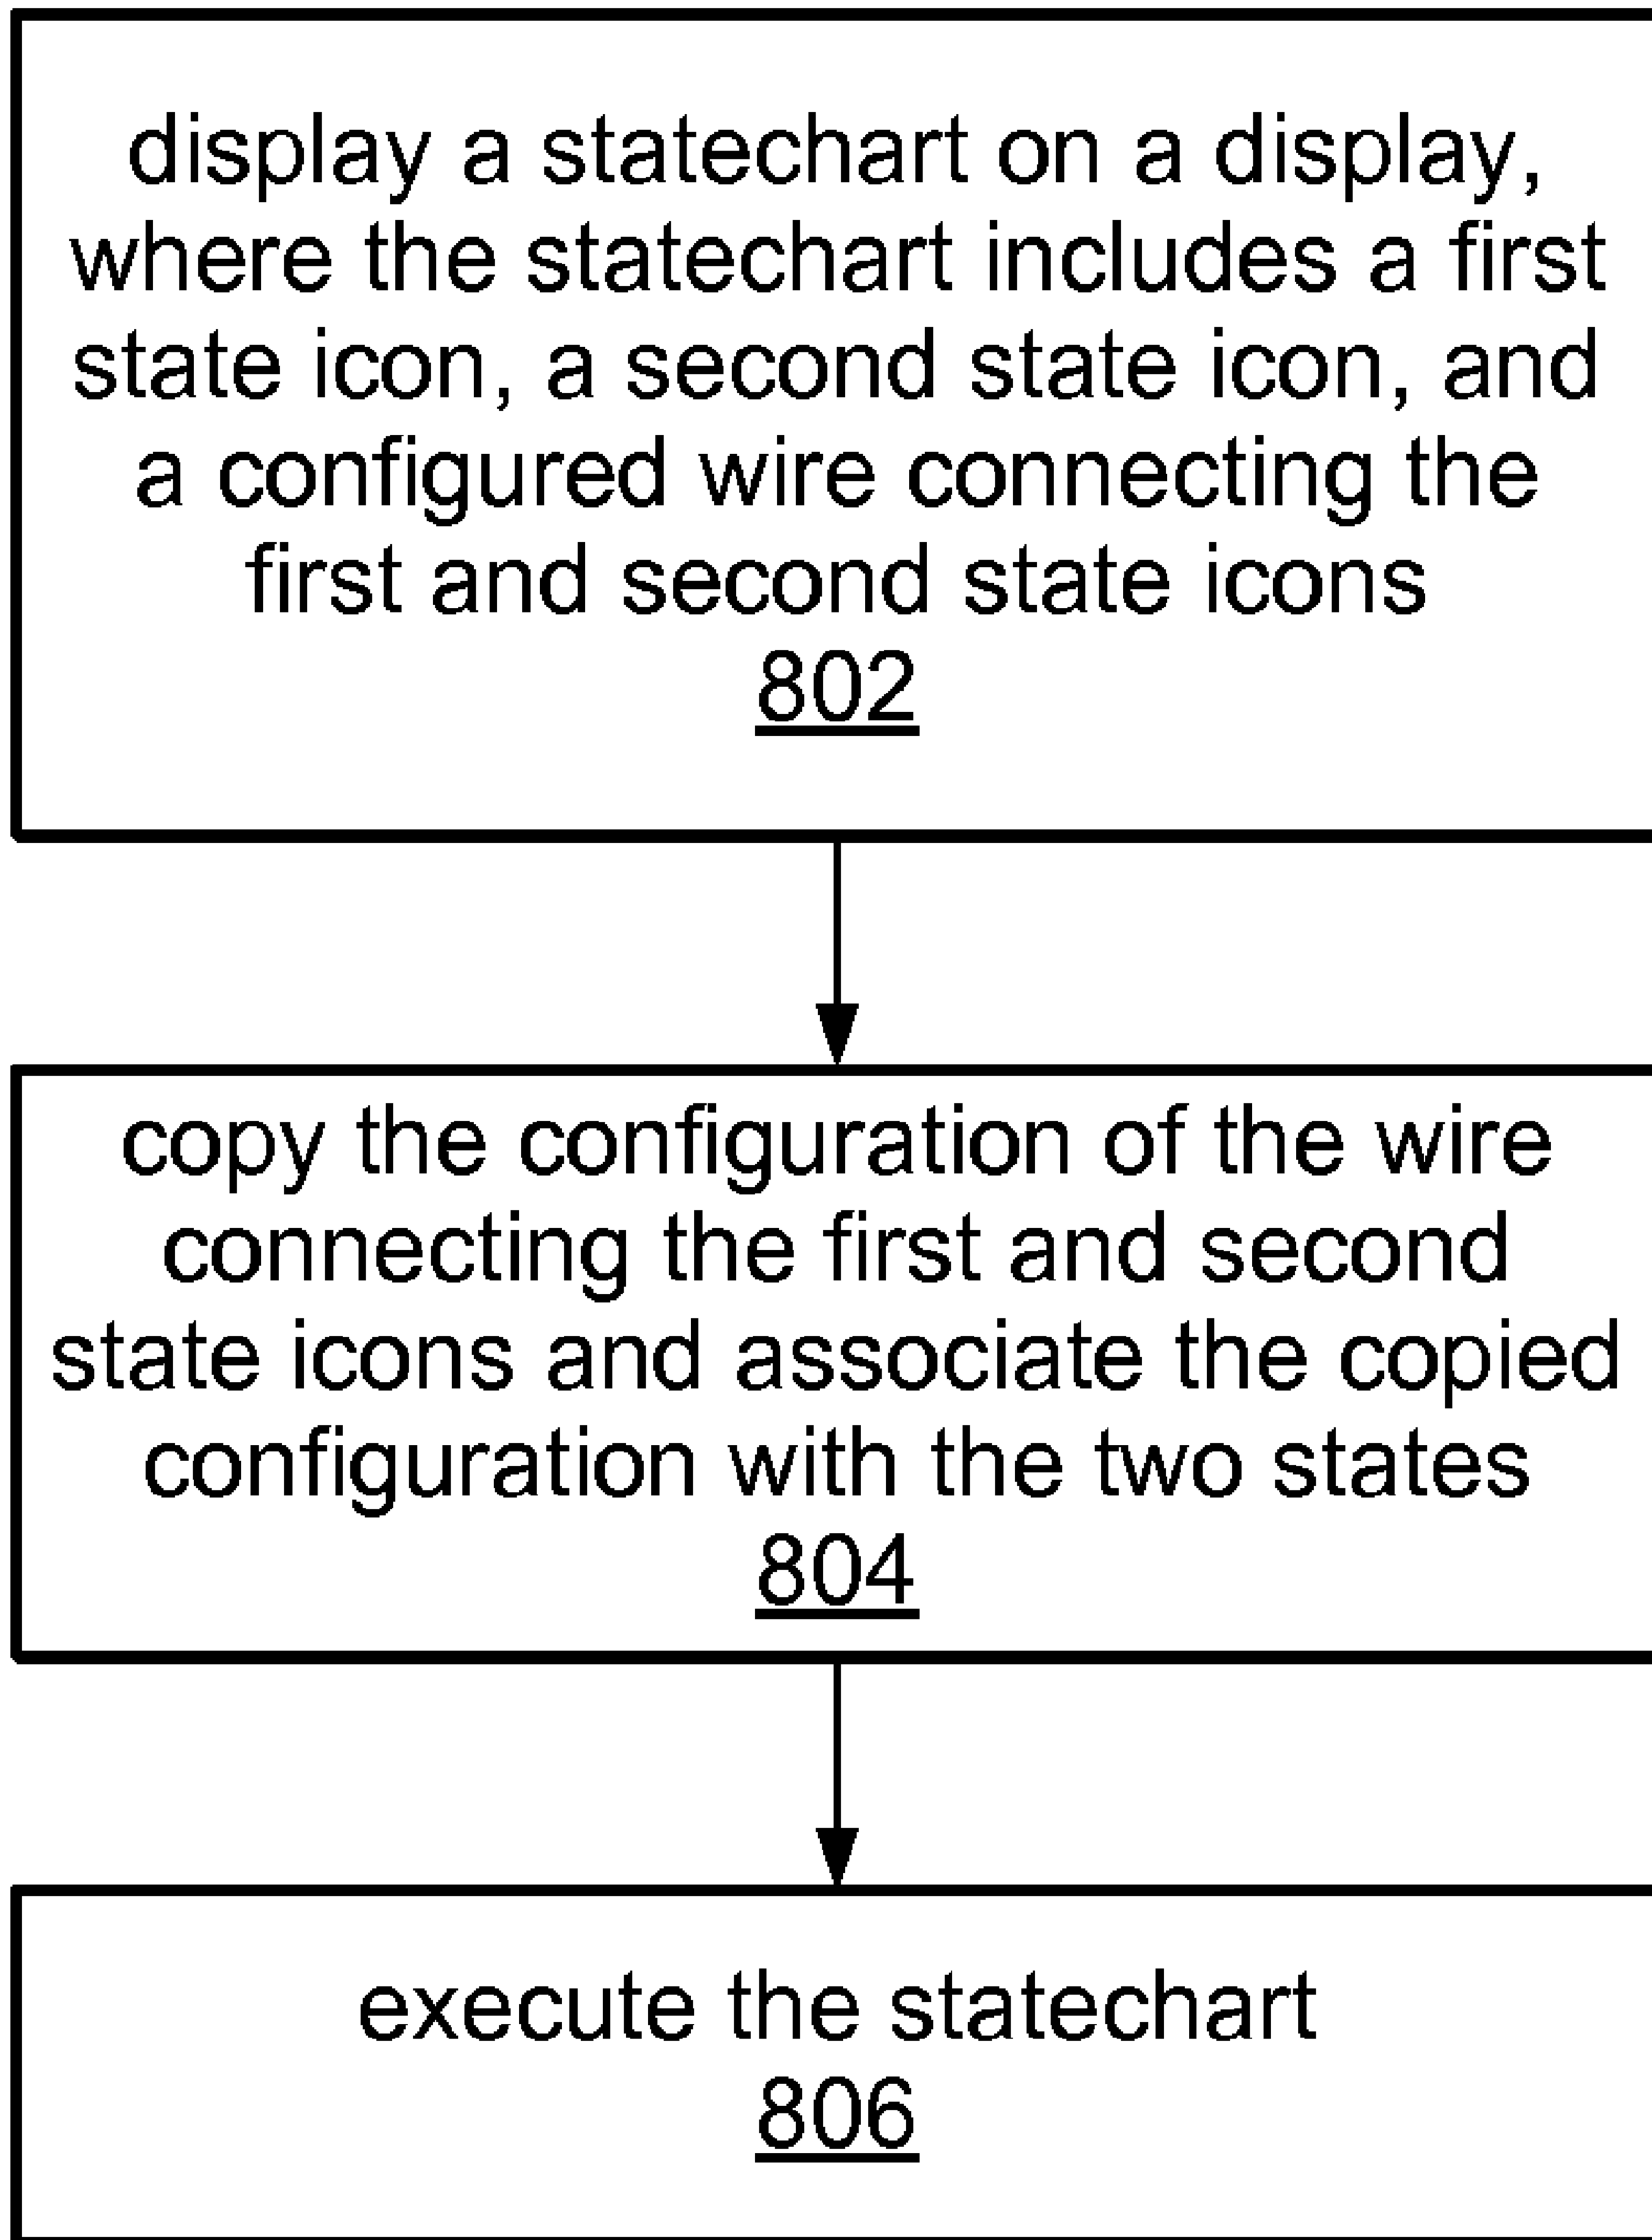 display a statechart on a display,
where the statechart includes a first
state icon, a second state icon, and
a configured wire connecting the
first and second state icons
802
copy the configuration of the wire
connecting the first and second
state icons and associate the copied
configuration with the two states
804
execute the statechart
806